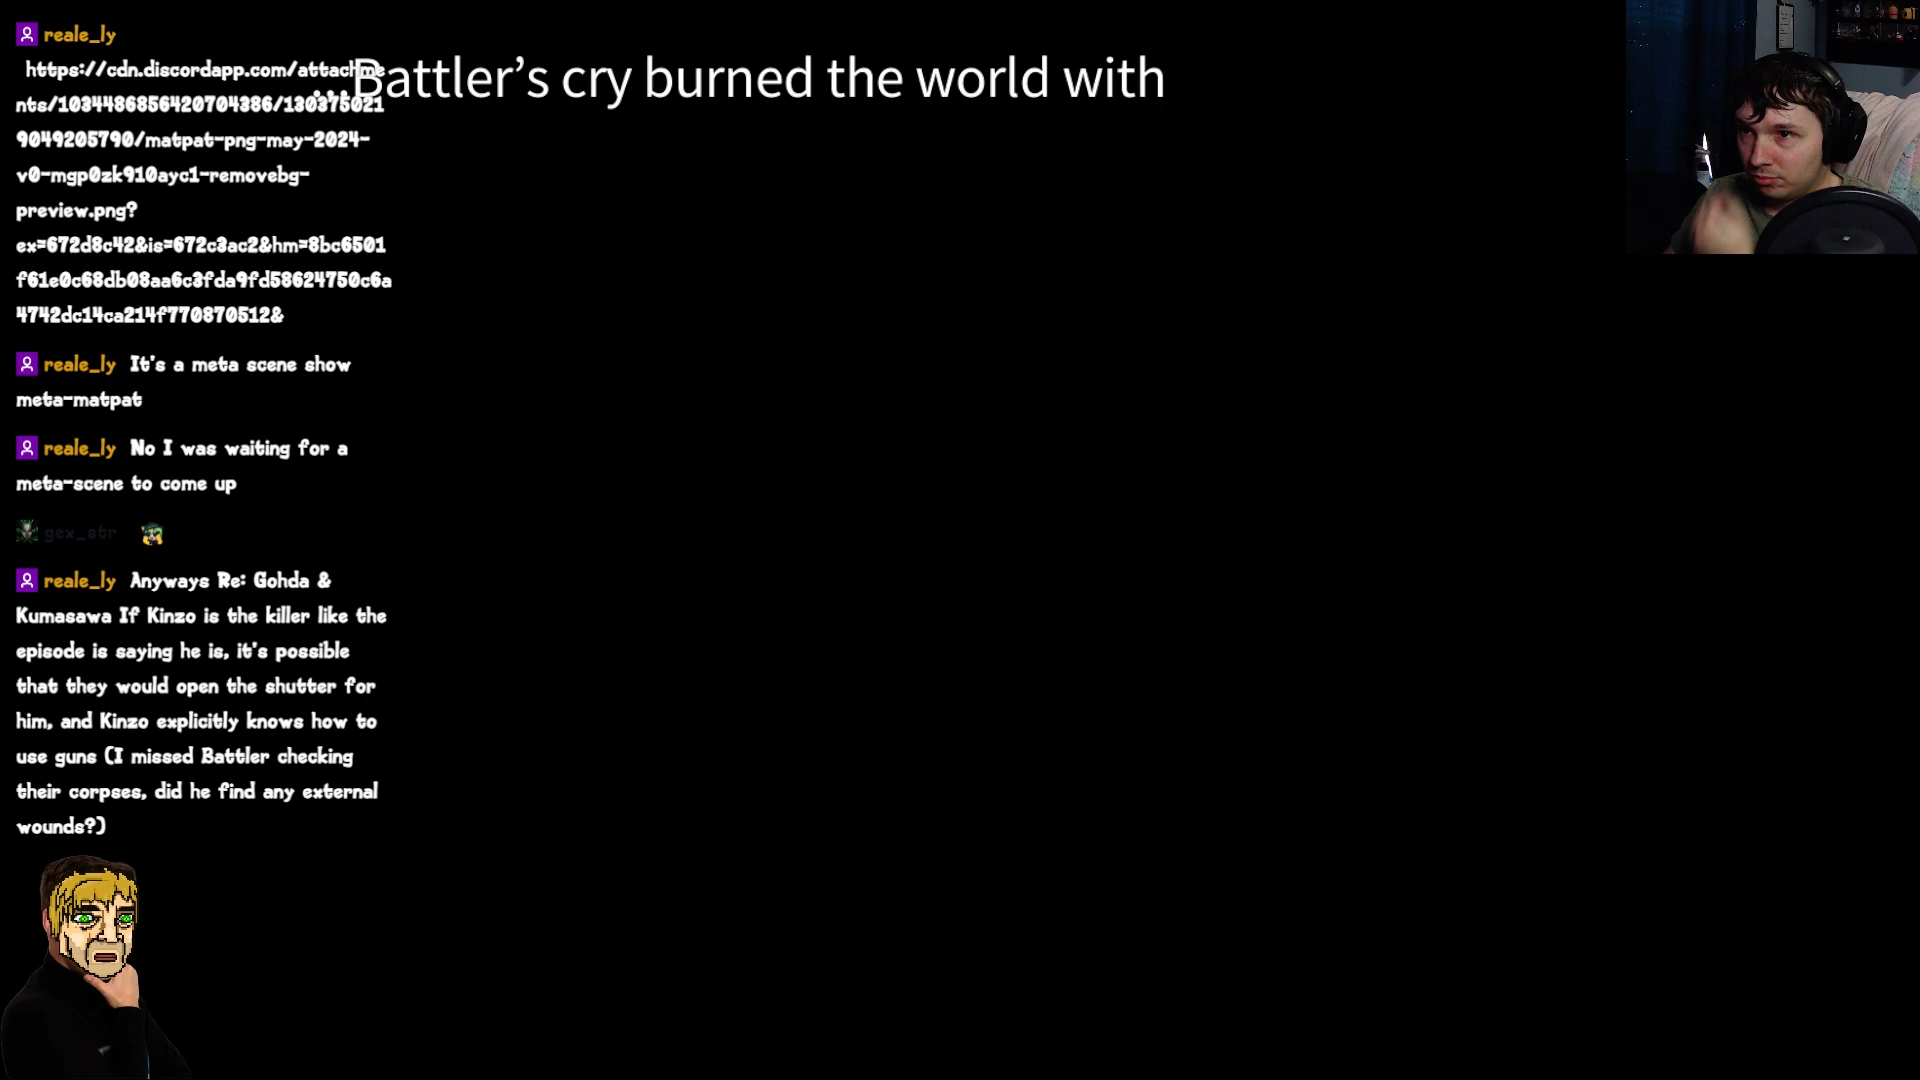 reale_ly
https://cdn.discordapp.com/attachme
nts/1034486856420704386/130375021
9049205790/matpat-png-may-2024-
v0-mgp0zk910ayc1-removebg-
preview.png?
ex=672d8c42&is=672c3ac2&hm=8bc6501
f61e0c68db08aa6c3fda9fd58624750c6a
4742dc14ca214f770870512&
...Battler’s cry burned the world with
reale_ly It's a meta scene show
meta-matpat
reale_ly No I was waiting for a
meta-scene to come up
gex_str
reale_ly Anyways Re: Gohda &
Kumasawa If Kinzo is the killer like the
episode is saying he is, it's possible
that they would open the shutter for
him, and Kinzo explicitly knows how to
use guns (I missed Battler checking
their corpses, did he find any external
wounds?)